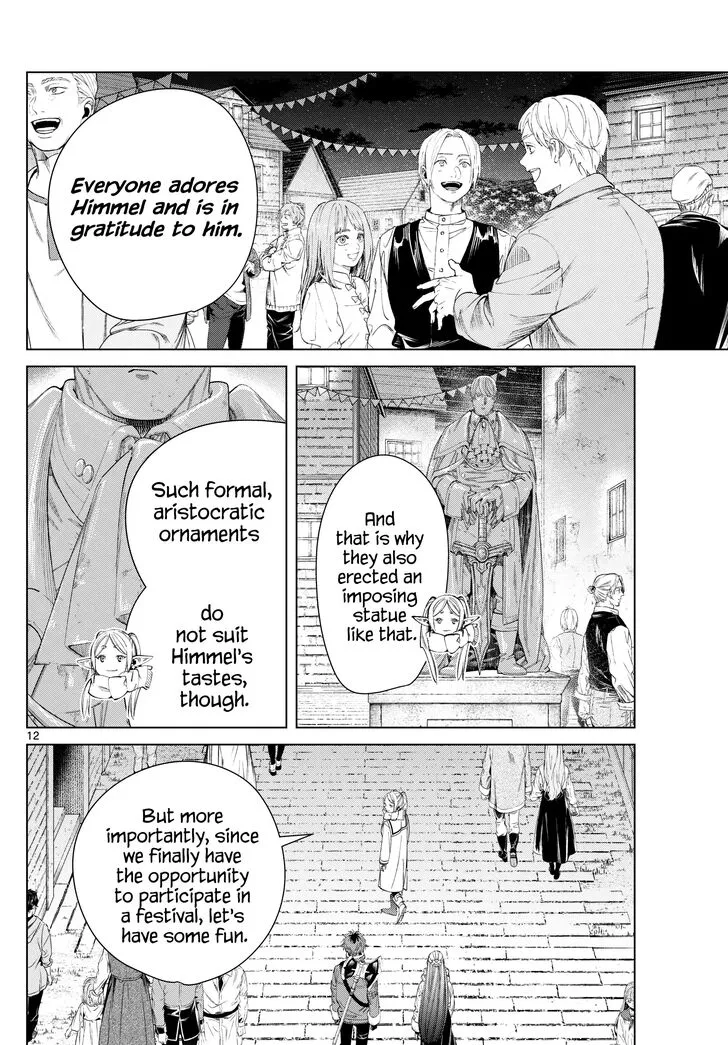 Everyone adores
Himmel and is in
gratitude to him.
And
that is why
they also
erected an
imposing
statue
like that.
Such formal,
aristocratic
ornaments
do
not suit
Himmel's
tastes,
though.
12
But more
importantly, since
we finally have
the opportunity
to participate
in a festival, let's
have some fun.